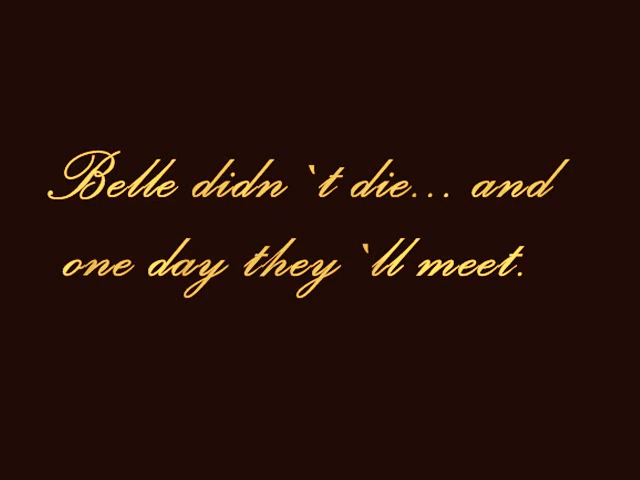 Belle didn `t die... and
one day they `ll meet.